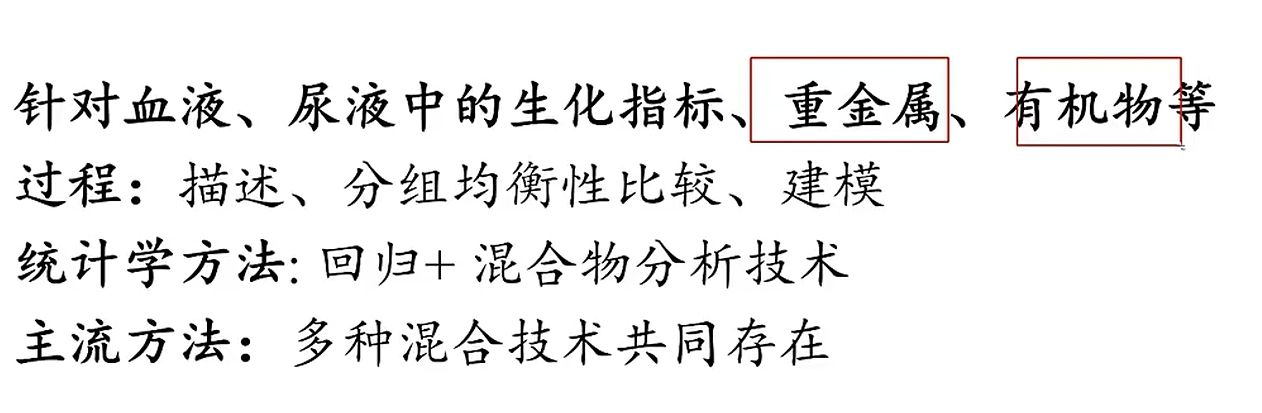 针对血液、尿液中的生化指标、重金属、有机物等
过程：描述、分组均衡性比较、建模
统计学方法: 回归+ 混合物分析技术
主流方法：多种混合技术共同存在